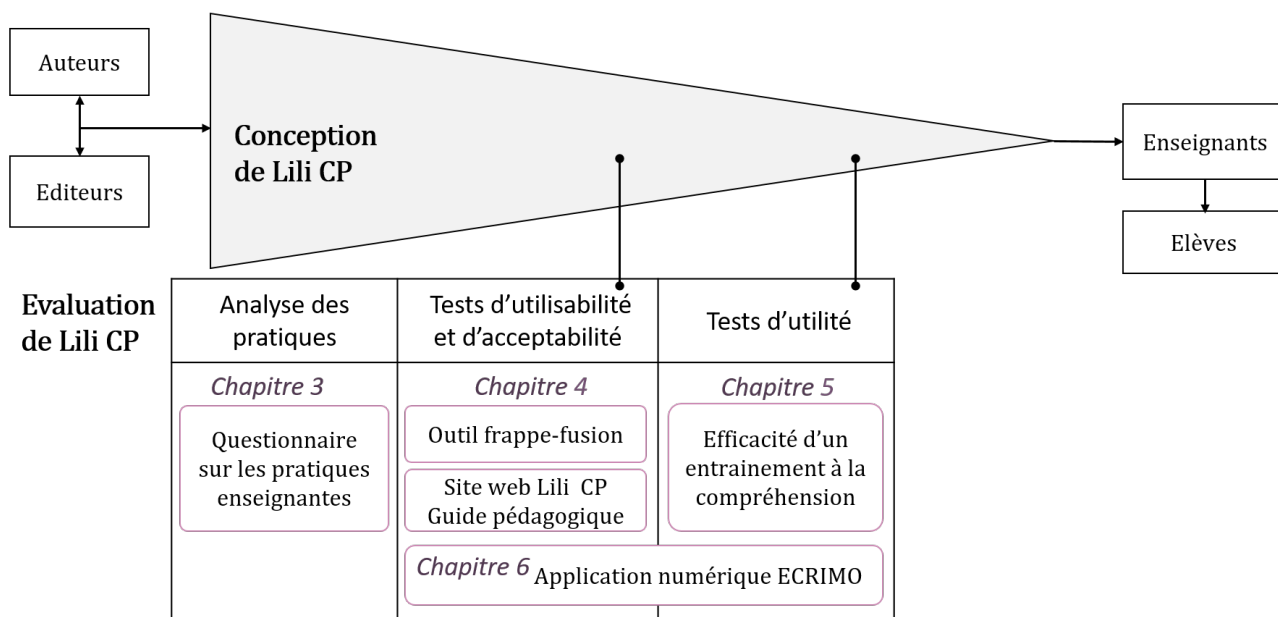 Auteurs
Editeurs
Conception
de Lili CP
Enseignants
Elèves
Evaluation
de Lili CP
Analyse des
pratiques
Tests d'utilisabilité
et d'acceptabilité
Tests d'utilité
Chapitre 3
Questionnaire
sur les pratiques
enseignantes
Chapitre 4
Outil frappe-fusion
Site web Lili CP
Guide pédagogique
Chapitre 5
Efficacité d'un
entrainement à la
compréhension
Chapitre 6 Application numérique ECRIMO